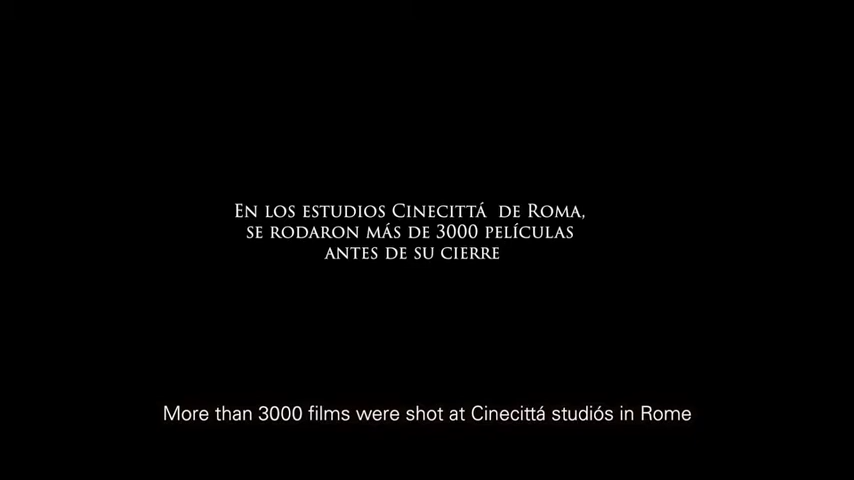 En los estudios Cinecittá de Roma,
se rodaron más de 3000 películas
antes de su cierre
More than 3000 films were shot at Cinecittá studiós in Rome